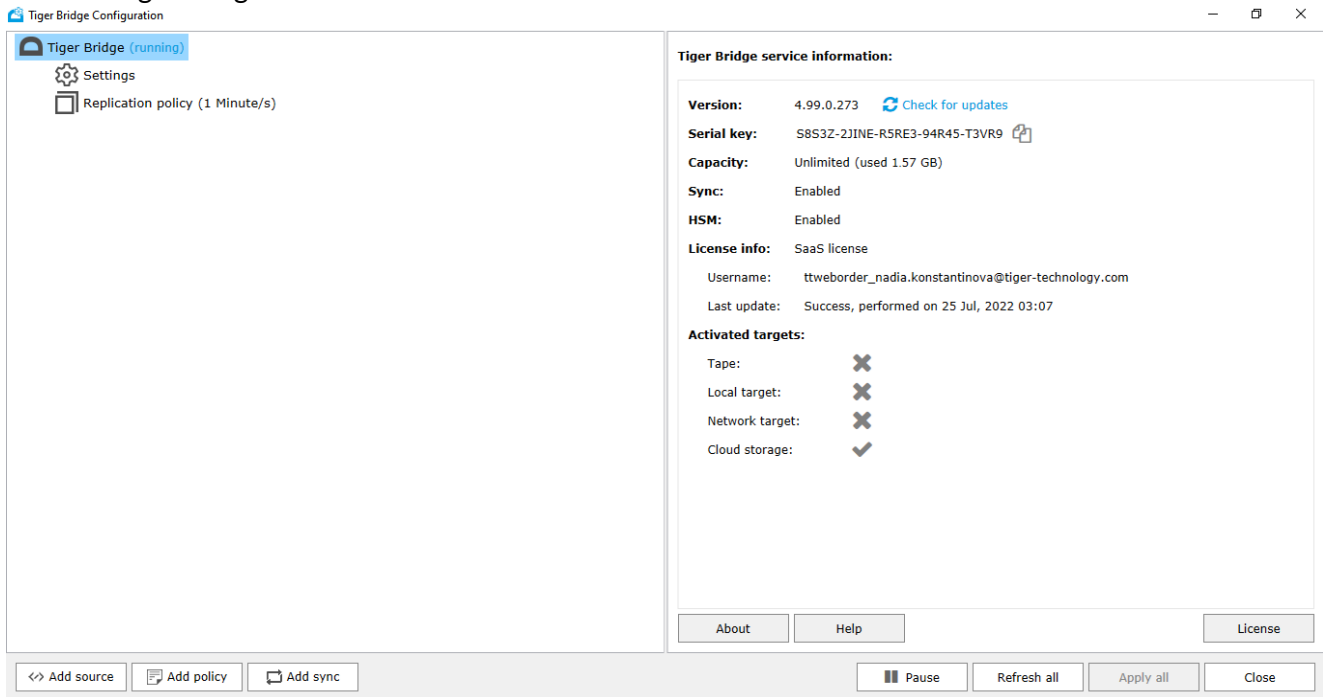 Tiger Bridge Configuration
Tiger Bridge (running)
Settings
Replication policy (1 Minute/s)
Tiger Bridge service information:
Version: 4.99.0.273 Check for updates
Serial key: S8S3Z-2JINE-R5RE3-94R45-T3VR9
Capacity: Unlimited (used 1.57 GB)
Sync: Enabled
HSM: Enabled
License info: SaaS license
Username: ttweborder_nadia.konstantinova@tiger-technology.com
Last update: Success, performed on 25 Jul, 2022 03:07
Activated targets:
Tape:
Local target:
Network target:
Cloud storage:
About Help License
Add source Add policy Add sync Pause Refresh all Apply all Close